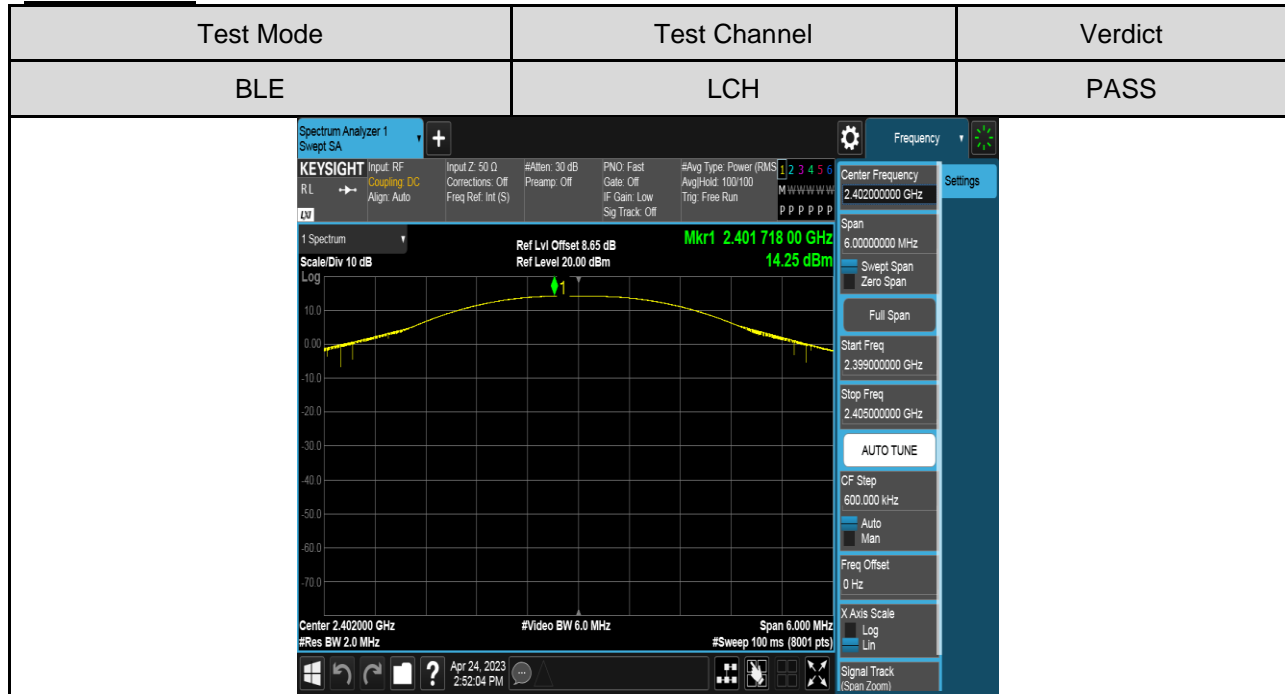 Test Mode Test Channel Verdict
BLE LCH PASS
Spectrum Analyzer 1
Swept SA
+
Frequency
KEYSIGHT Input: RF Input Z: 50 Ω #Atten: 30 dB PNO: Fast #Avg Type: Power (RMS 1 2 3 4 5 6
RL Coupling: DC Corrections: Off Preamp: Off Gate: Off Avg|Hold: 100/100 M W W W W W
Align: Auto Freq Ref: Int (S) IF Gain: Low Trig: Free Run
LXI Sig Track: Off P P P P P P
1 Spectrum
Scale/Div 10 dB
Ref Lvl Offset 8.65 dB
Ref Level 20.00 dBm
Mkr1 2.401 718 00 GHz
14.25 dBm
Log
1
10.0
0.00
-10.0
-20.0
-30.0
-40.0
-50.0
-60.0
-70.0
Center 2.402000 GHz #Video BW 6.0 MHz Span 6.000 MHz
#Res BW 2.0 MHz #Sweep 100 ms (8001 pts)
? Apr 24, 2023
2:52:04 PM
Center Frequency
2.402000000 GHz
Settings
Span
6.00000000 MHz
Swept Span
Zero Span
Full Span
Start Freq
2.399000000 GHz
Stop Freq
2.405000000 GHz
AUTO TUNE
CF Step
600.000 kHz
Auto
Man
Freq Offset
0 Hz
X Axis Scale
Log
Lin
Signal Track
(Span Zoom)